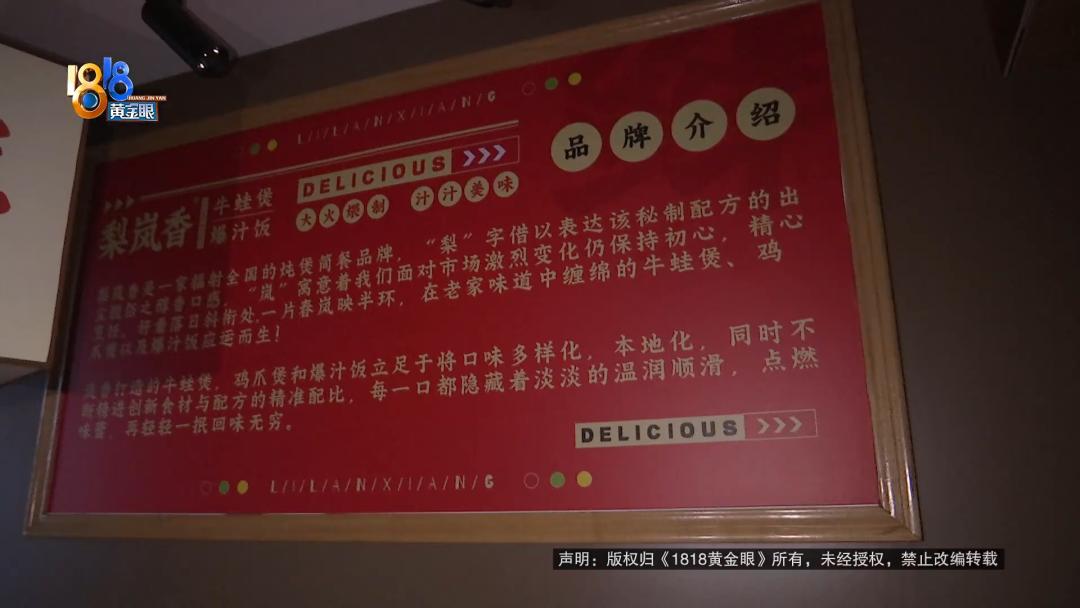 1818
HUANG JIN YAN
黄金眼
L/I/L/A/N/X/I/A/N/G
品牌介绍
DELICIOUS
大火煨制 汁汁美味
梨岚香
牛蛙煲
爆汁饭
梨岚香是一家辐射全国的炖煲简餐品牌，“梨”字借以表达该秘制配方的出
之醇香口感，“岚”寓意着我们面对市场激烈变化仍保持初心，精心
好看落日斜衔处,一片春岚映半环，在老家味道中缠绵的牛蛙煲、鸡
爪煲以及爆汁饭应运而生！
香打造的牛蛙煲，鸡爪煲和爆汁饭立足于将口味多样化，本地化，同时不
断精进创新食材与配方的精准配比，每一口都隐藏着淡淡的温润顺滑，点燃
味蕾，再轻轻一抿回味无穷。
DELICIOUS
L/I/L/A/N/X/I/A/N/G
声明：版权归《1818黄金眼》所有，未经授权，禁止改编转载